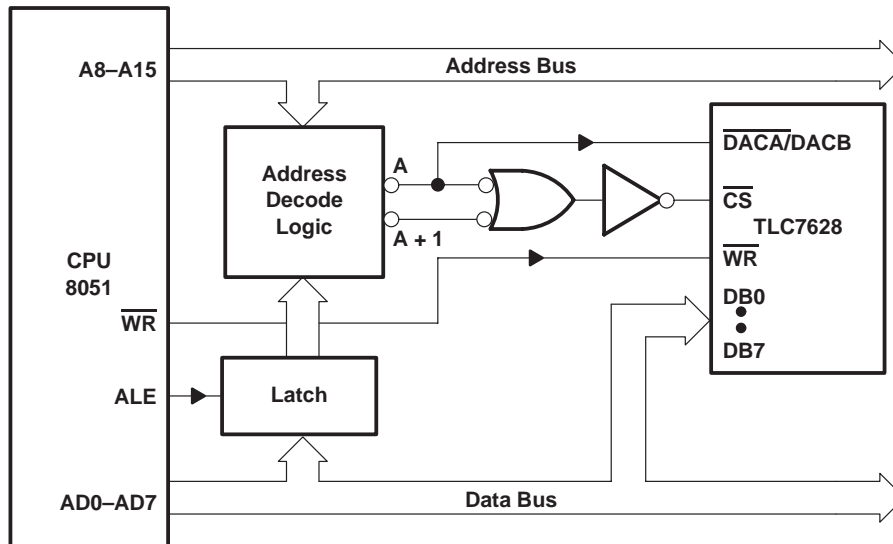 A8–A15
Address Bus
Address
Decode
Logic
A
A + 1
DACA/DACB
CS
TLC7628
WR
DB0
DB7
CPU
8051
WR
ALE
Latch
AD0–AD7
Data Bus